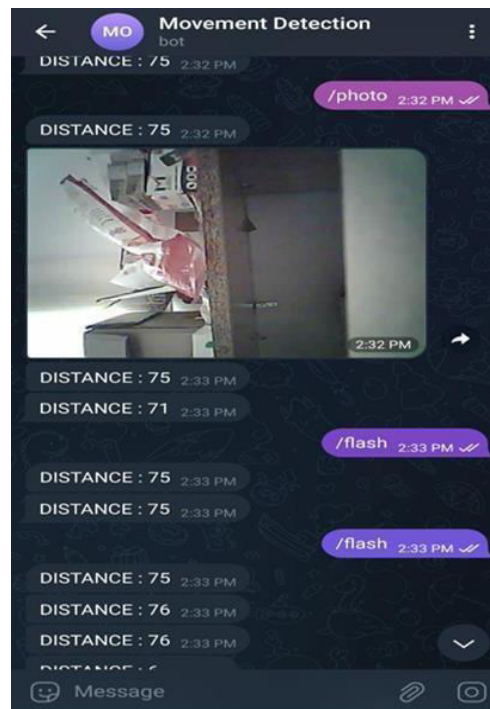 MO
Movement Detection
bot
DISTANCE : 75 2:32 PM
/photo 2:32 PM
DISTANCE : 75 2:32 PM
2:32 PM
DISTANCE : 75 2:33 PM
DISTANCE : 71 2:33 PM
/flash 2:33 PM
DISTANCE : 75 2:33 PM
DISTANCE : 75 2:33 PM
/flash 2:33 PM
DISTANCE : 75 2:33 PM
DISTANCE : 76 2:33 PM
DISTANCE : 76 2:33 PM
DISTANCE : 6
Message